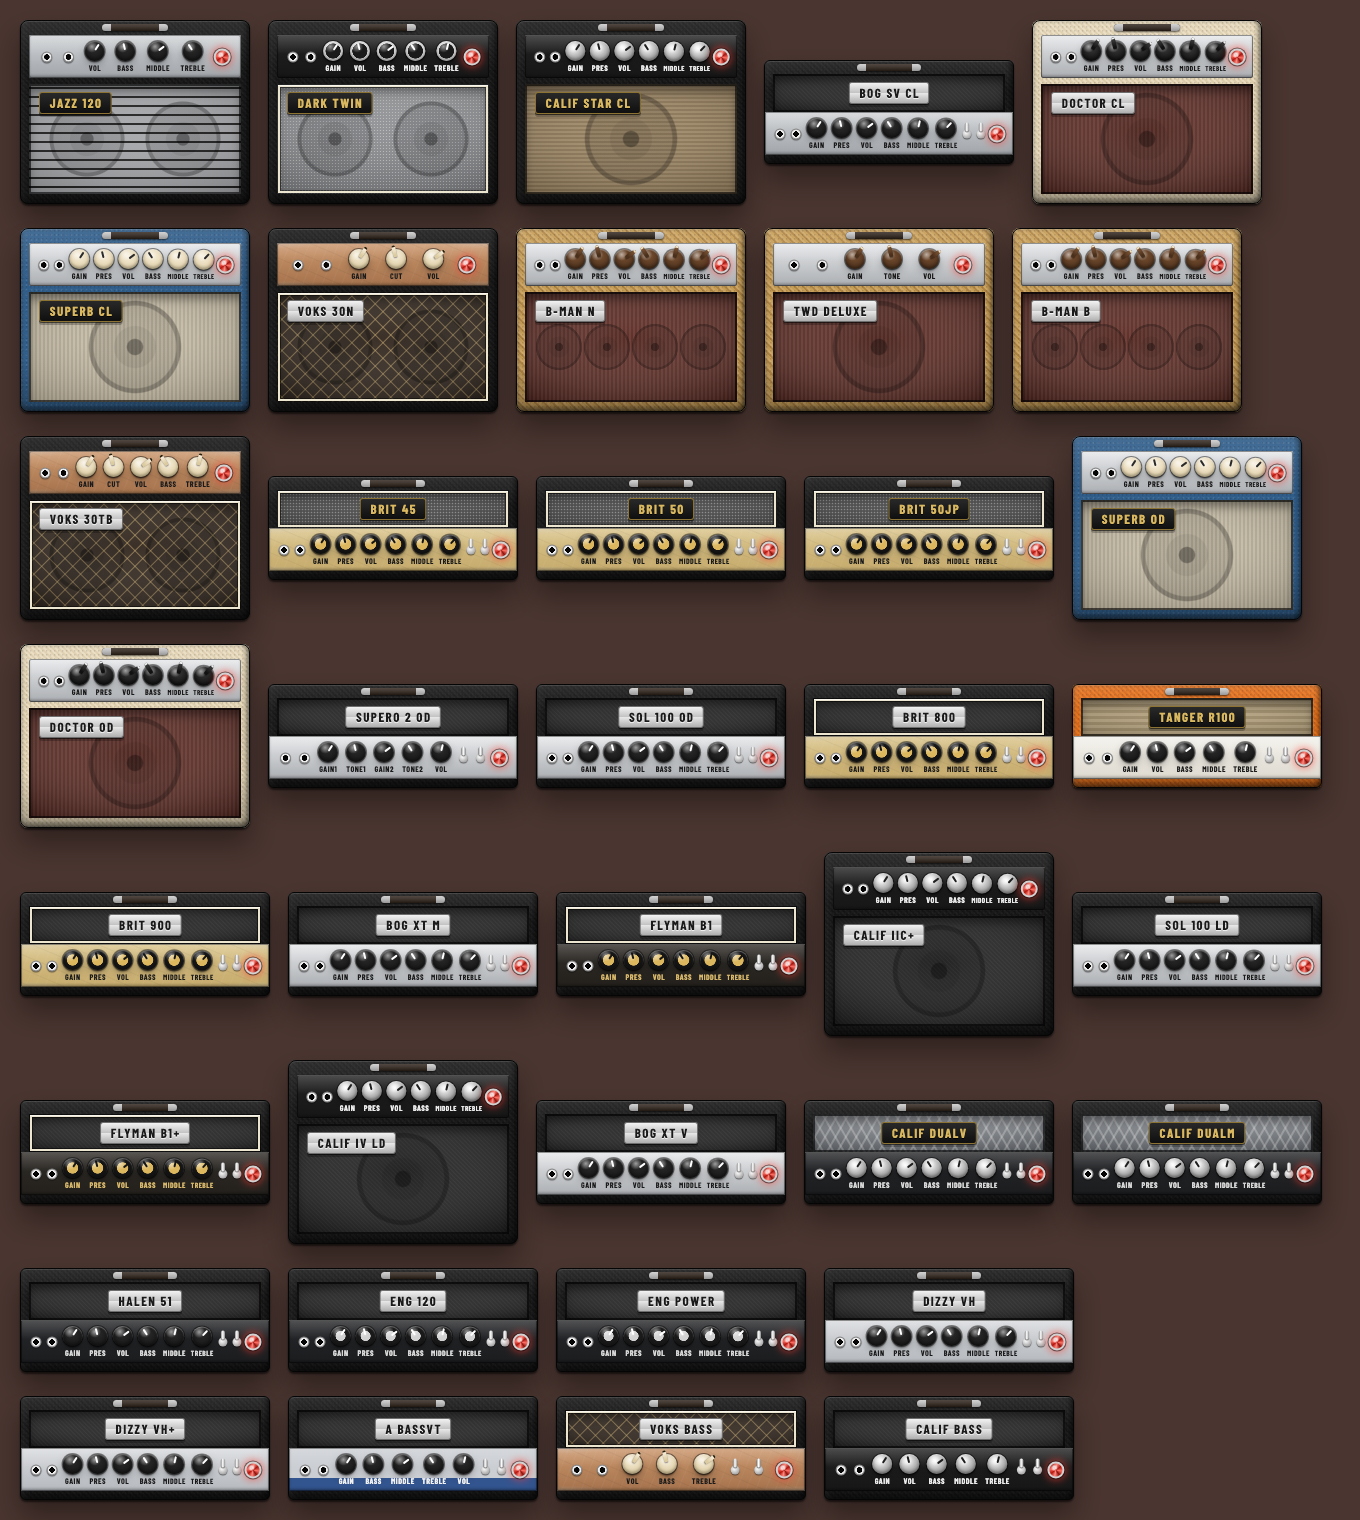 VOL BASS MIDDLE TREBLE
JAZZ 120
GAIN VOL BASS MIDDLE TREBLE
DARK TWIN
GAIN PRES VOL BASS MIDDLE TREBLE
CALIF STAR CL
BOG SV CL
GAIN PRES VOL BASS MIDDLE TREBLE
GAIN PRES VOL BASS MIDDLE TREBLE
DOCTOR CL
GAIN PRES VOL BASS MIDDLE TREBLE
SUPERB CL
GAIN CUT VOL
VOKS 30N
GAIN PRES VOL BASS MIDDLE TREBLE
B-MAN N
GAIN TONE VOL
TWD DELUXE
GAIN PRES VOL BASS MIDDLE TREBLE
B-MAN B
GAIN CUT VOL BASS TREBLE
VOKS 30TB
BRIT 45
GAIN PRES VOL BASS MIDDLE TREBLE
BRIT 50
GAIN PRES VOL BASS MIDDLE TREBLE
BRIT 50JP
GAIN PRES VOL BASS MIDDLE TREBLE
GAIN PRES VOL BASS MIDDLE TREBLE
SUPERB OD
GAIN PRES VOL BASS MIDDLE TREBLE
DOCTOR OD
SUPERO 2 OD
GAIN1 TONE1 GAIN2 TONE2 VOL
SOL 100 OD
GAIN PRES VOL BASS MIDDLE TREBLE
BRIT 800
GAIN PRES VOL BASS MIDDLE TREBLE
TANGER R100
GAIN VOL BASS MIDDLE TREBLE
BRIT 900
GAIN PRES VOL BASS MIDDLE TREBLE
BOG XT M
GAIN PRES VOL BASS MIDDLE TREBLE
FLYMAN B1
GAIN PRES VOL BASS MIDDLE TREBLE
GAIN PRES VOL BASS MIDDLE TREBLE
CALIF IIC+
SOL 100 LD
GAIN PRES VOL BASS MIDDLE TREBLE
FLYMAN B1+
GAIN PRES VOL BASS MIDDLE TREBLE
GAIN PRES VOL BASS MIDDLE TREBLE
CALIF IV LD
BOG XT V
GAIN PRES VOL BASS MIDDLE TREBLE
CALIF DUALV
GAIN PRES VOL BASS MIDDLE TREBLE
CALIF DUALM
GAIN PRES VOL BASS MIDDLE TREBLE
HALEN 51
GAIN PRES VOL BASS MIDDLE TREBLE
ENG 120
GAIN PRES VOL BASS MIDDLE TREBLE
ENG POWER
GAIN PRES VOL BASS MIDDLE TREBLE
DIZZY VH
GAIN PRES VOL BASS MIDDLE TREBLE
DIZZY VH+
GAIN PRES VOL BASS MIDDLE TREBLE
A BASSVT
GAIN BASS MIDDLE TREBLE VOL
VOKS BASS
VOL BASS TREBLE
CALIF BASS
GAIN VOL BASS MIDDLE TREBLE